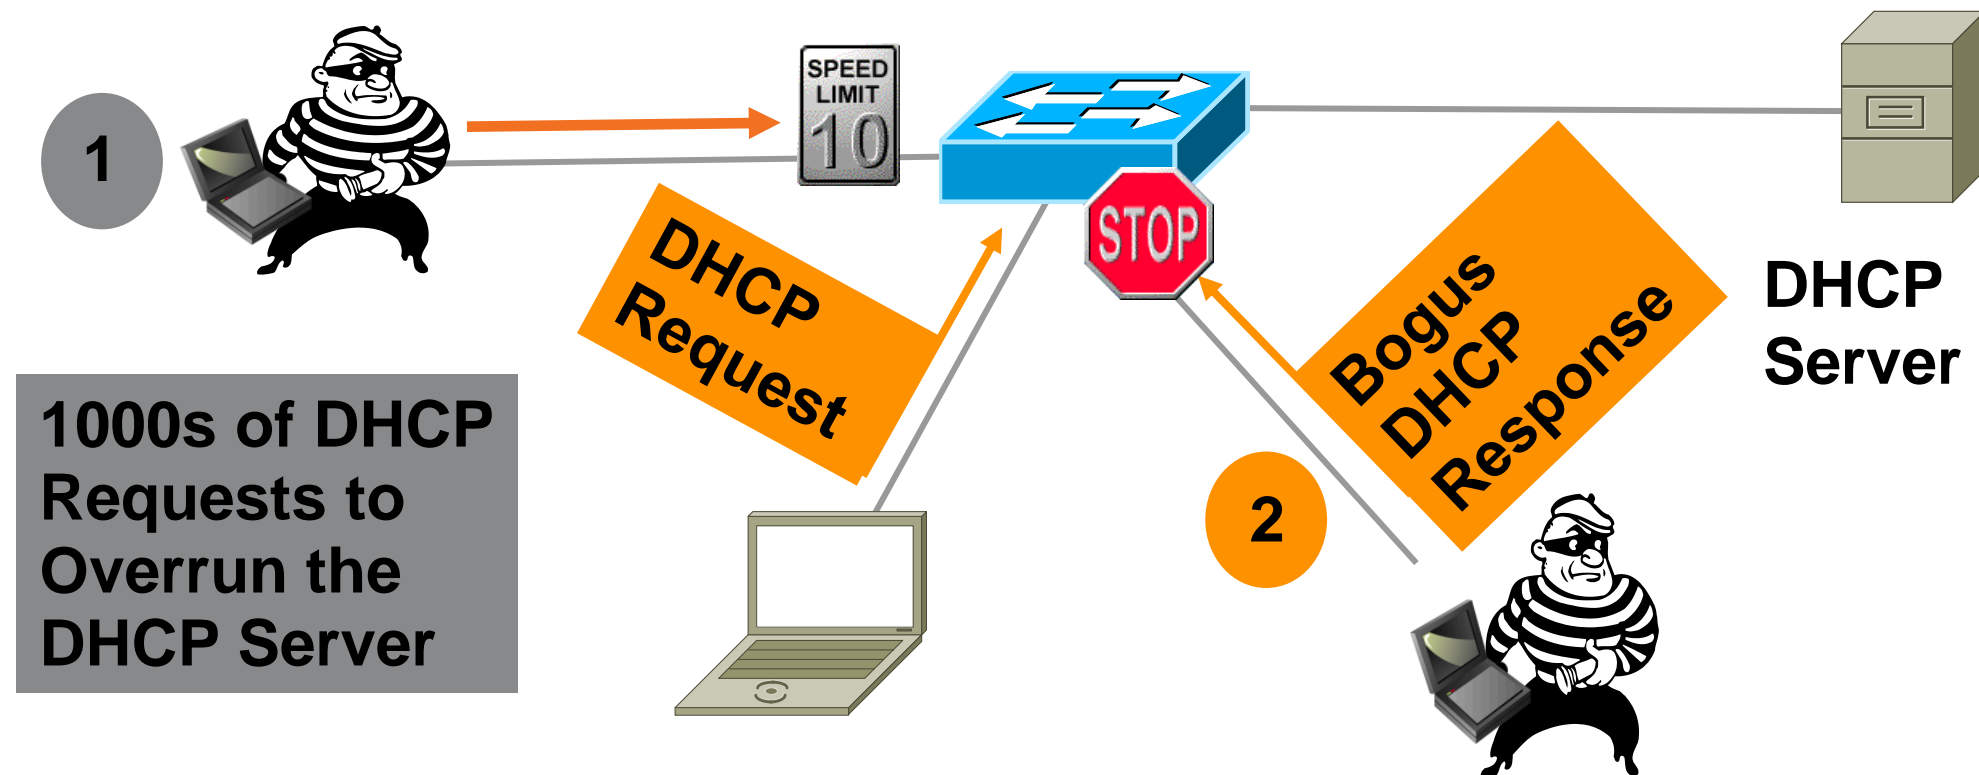 1
SPEED
LIMIT
10
STOP
DHCP
Request
Bogus
DHCP
Response
DHCP
Server
1000s of DHCP
Requests to
Overrun the
DHCP Server
2